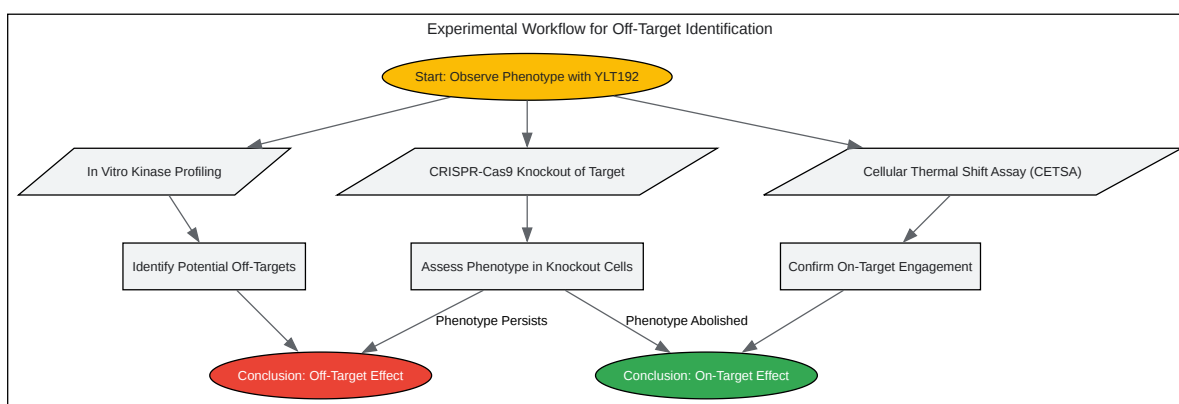 Experimental Workflow for Off-Target Identification
Start: Observe Phenotype with YLT192
In Vitro Kinase Profiling
CRISPR-Cas9 Knockout of Target
Cellular Thermal Shift Assay (CETSA)
Identify Potential Off-Targets
Assess Phenotype in Knockout Cells
Confirm On-Target Engagement
Phenotype Persists
Phenotype Abolished
Conclusion: Off-Target Effect
Conclusion: On-Target Effect